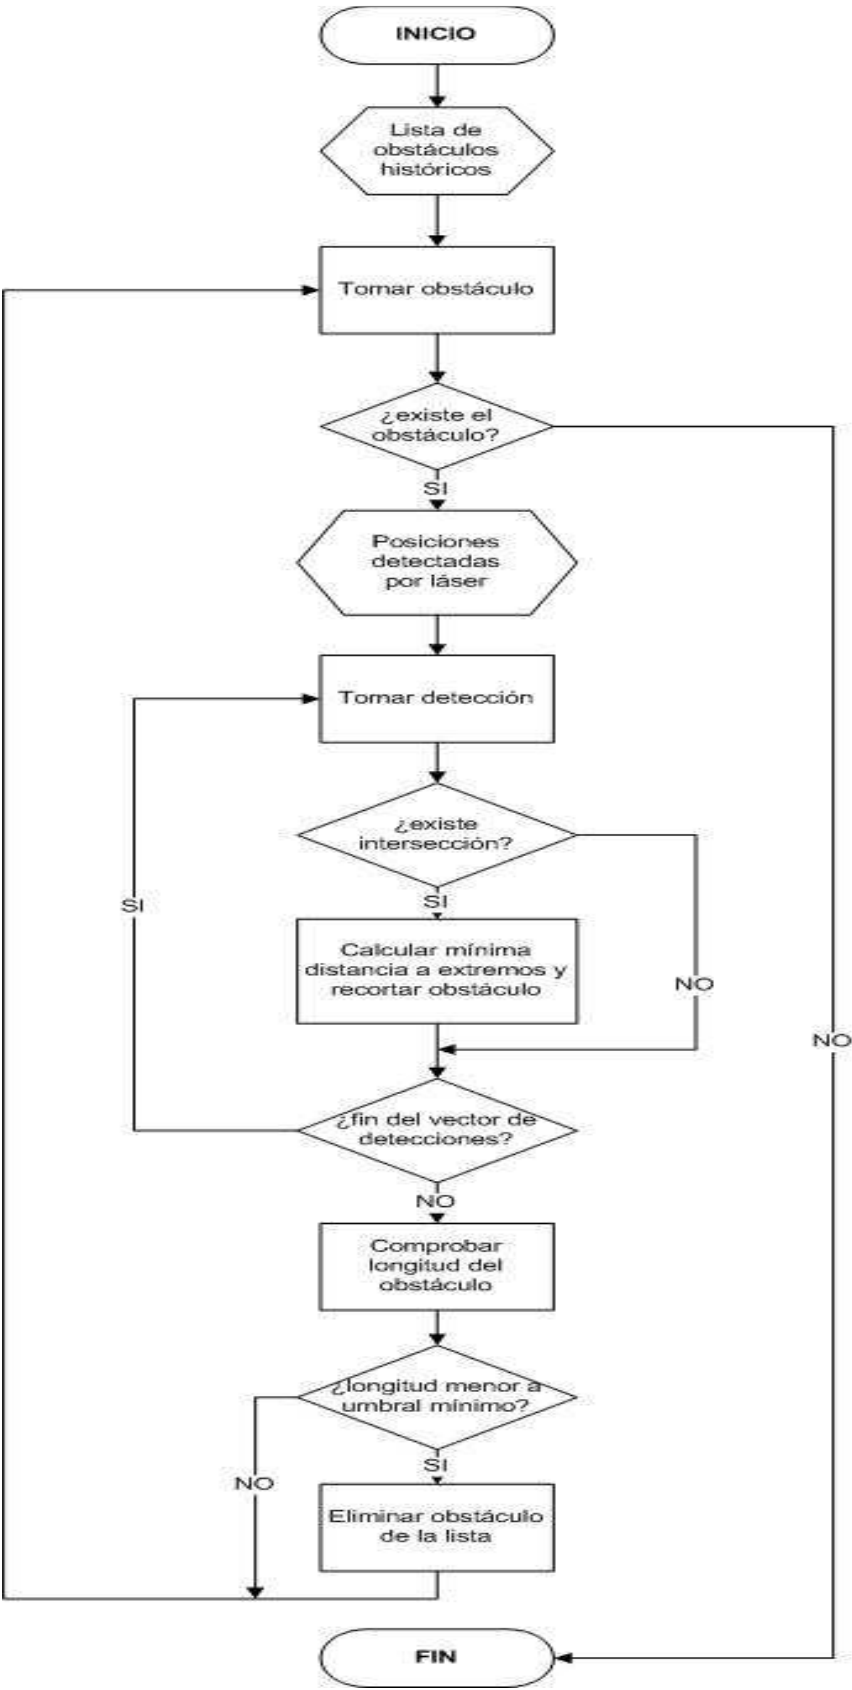 INICIO
Lista de
obstáculos
históricos
Tomar obstáculo
¿existe el
obstáculo?
SI
Posiciones
detectadas
por láser
Tomar detección
¿existe
intersección?
SI
SI
Calcular mínima
distancia a extremos y
recortar obstáculo
NO
NO
¿fin del vector de
detecciones?
NO
Comprobar
longitud del
obstáculo
¿longitud menor a
umbral mínimo?
SI
NO
Eliminar obstáculo
de la lista
FIN